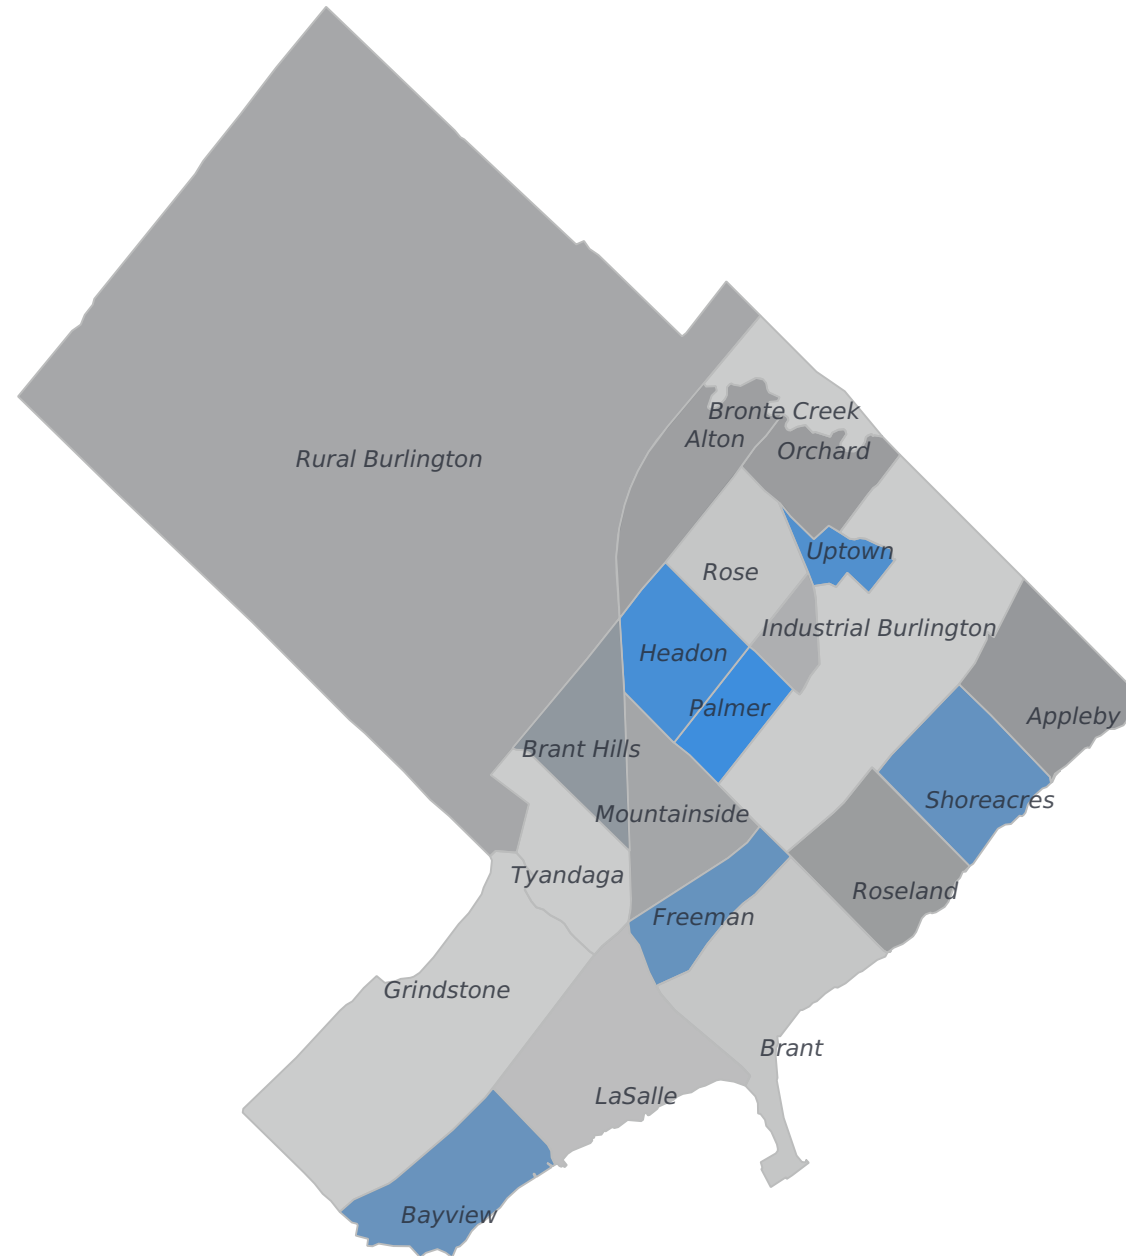 Bronte Creek
Alton
Orchard
Rural Burlington
Uptown
Rose
Industrial Burlington
Headon
Palmer
Appleby
Brant Hills
Shoreacres
Mountainside
Tyandaga
Roseland
Freeman
Grindstone
Brant
LaSalle
Bayview